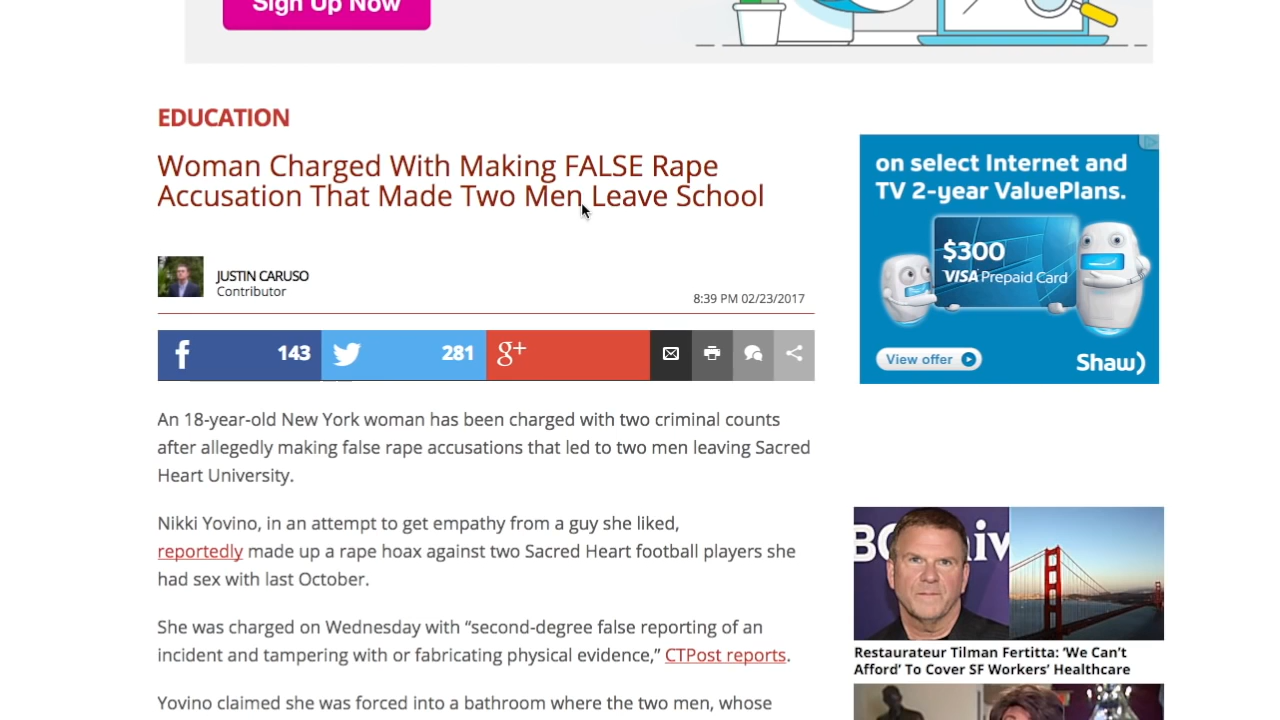 Sign Up Now
EDUCATION
Woman Charged With Making FALSE Rape
Accusation That Made Two Men Leave School
JUSTIN CARUSO
Contributor
8:39 PM 02/23/2017
f 143
281
g+
An 18-year-old New York woman has been charged with two criminal counts
after allegedly making false rape accusations that led to two men leaving Sacred
Heart University.
Nikki Yovino, in an attempt to get empathy from a guy she liked,
reportedly made up a rape hoax against two Sacred Heart football players she
had sex with last October.
She was charged on Wednesday with “second-degree false reporting of an
incident and tampering with or fabricating physical evidence,” CTPost reports.
Yovino claimed she was forced into a bathroom where the two men, whose
on select Internet and
TV 2-year ValuePlans.
$300
VISA Prepaid Card
View offer
Shaw)
Restaurateur Tilman Fertitta: ‘We Can’t
Afford’ To Cover SF Workers’ Healthcare